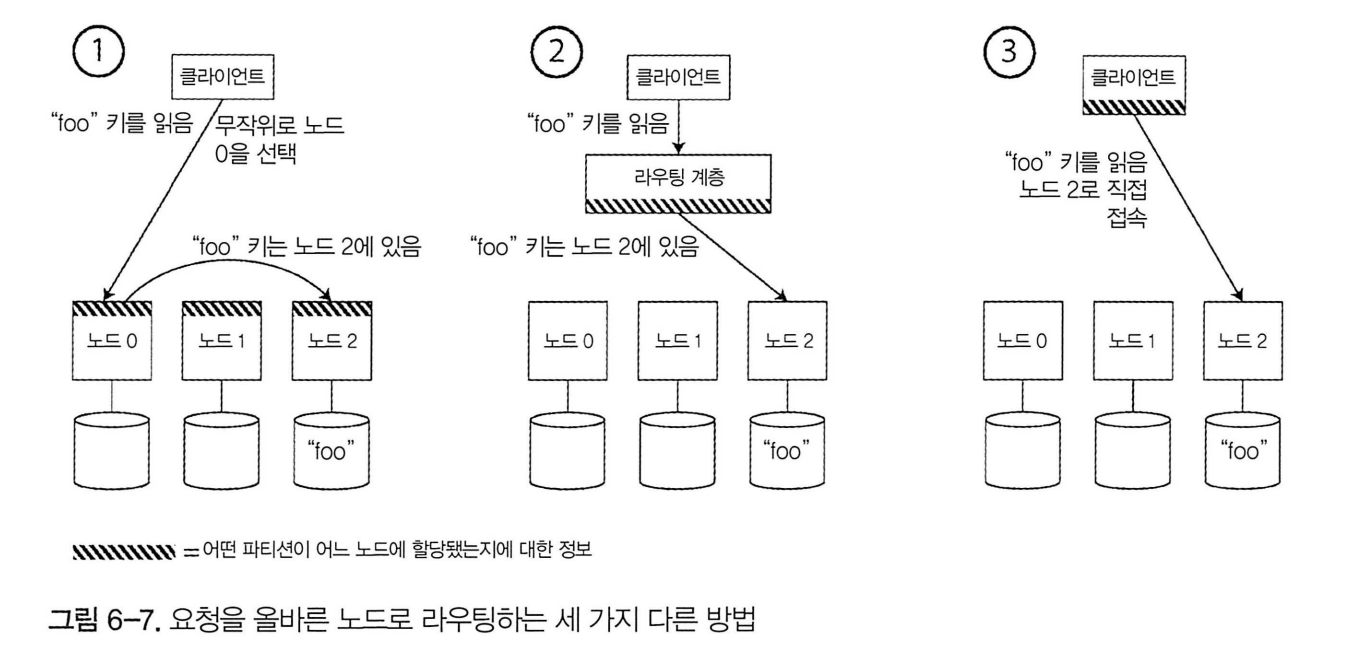 1
클라이언트
“foo” 키를 읽음
무작위로 노드
0을 선택
“foo” 키는 노드 2에 있음
노드 0
노드 1
노드 2
“foo”
2
클라이언트
“foo” 키를 읽음
라우팅 계층
“foo” 키는 노드 2에 있음
노드 0
노드 1
노드 2
“foo”
3
클라이언트
“foo” 키를 읽음
노드 2로 직접
접속
노드 0
노드 1
노드 2
“foo”
= 어떤 파티션이 어느 노드에 할당됐는지에 대한 정보
그림 6-7. 요청을 올바른 노드로 라우팅하는 세 가지 다른 방법